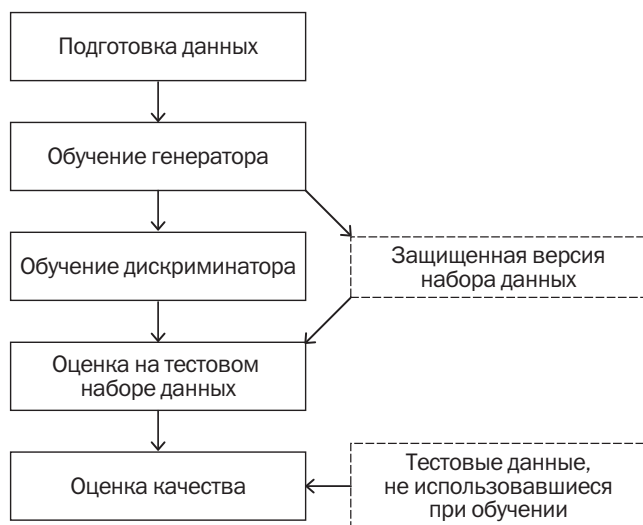 Подготовка данных
Обучение генератора
Обучение дискриминатора
Защищенная версия
набора данных
Оценка на тестовом
наборе данных
Оценка качества
Тестовые данные,
не использовавшиеся
при обучении